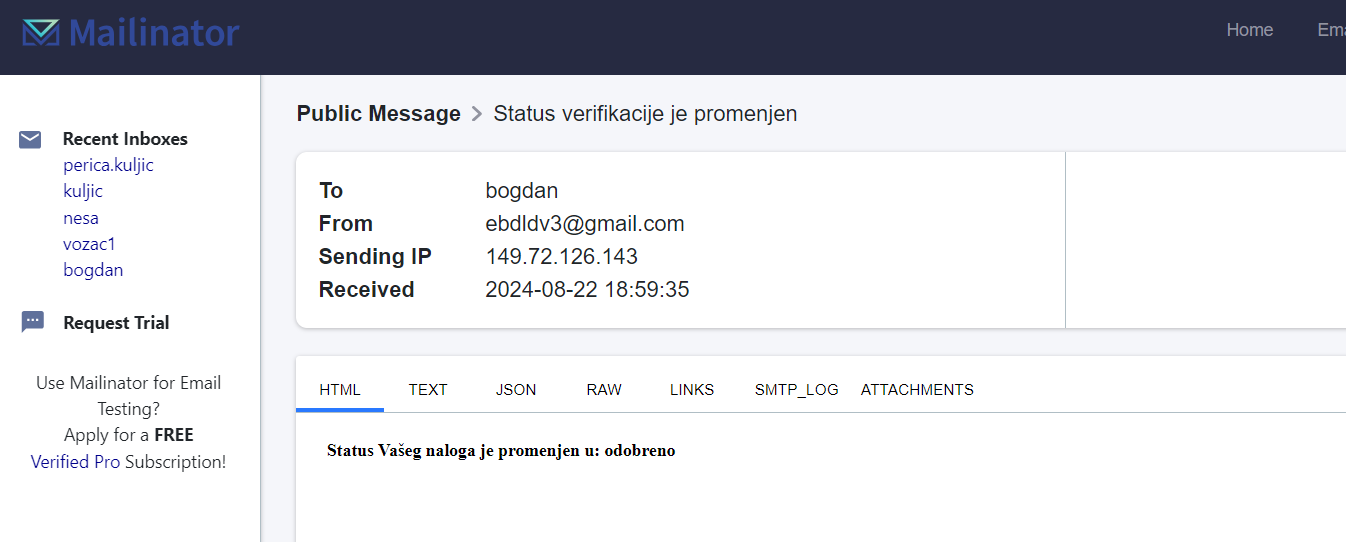 Mailinator
Home
Ema
Public Message > Status verifikacije je promenjen
Recent Inboxes
perica.kuljic
kuljic
nesa
vozac1
bogdan
Request Trial
Use Mailinator for Email
Testing?
Apply for a FREE
Verified Pro Subscription!
To bogdan
From ebdldv3@gmail.com
Sending IP 149.72.126.143
Received 2024-08-22 18:59:35
HTML TEXT JSON RAW LINKS SMTP_LOG ATTACHMENTS
Status Vašeg naloga je promenjen u: odobreno